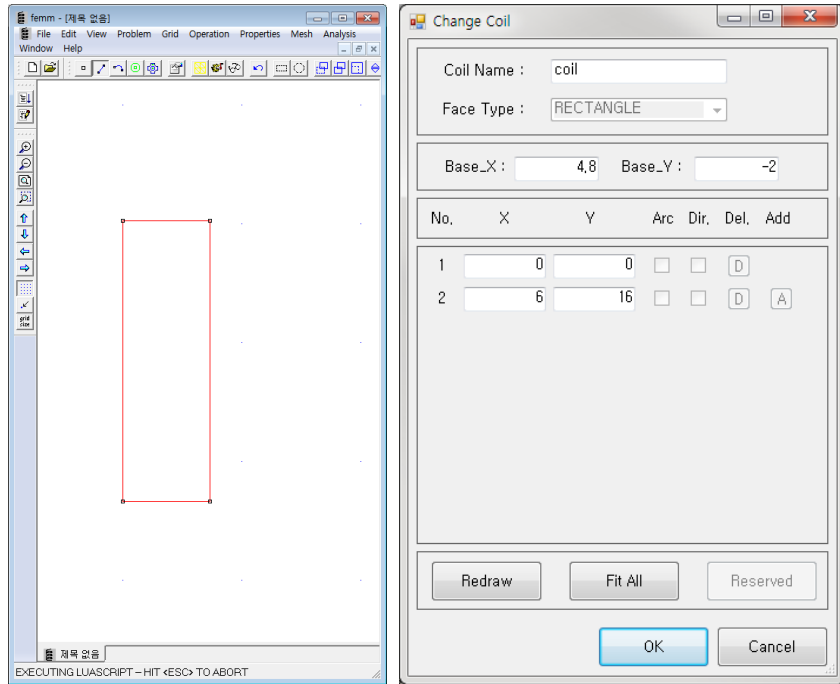 femm - [제목 없음]
File Edit View Problem Grid Operation Properties Mesh Analysis
Window Help
grid
size
제목 없음
EXECUTING LUASCRIPT - HIT <ESC> TO ABORT
Change Coil
Coil Name : coil
Face Type : RECTANGLE
Base_X : 4.8 Base_Y : -2
No. X Y Arc Dir. Del. Add
1 0 0 D
2 6 16 D A
Redraw Fit All Reserved
OK Cancel